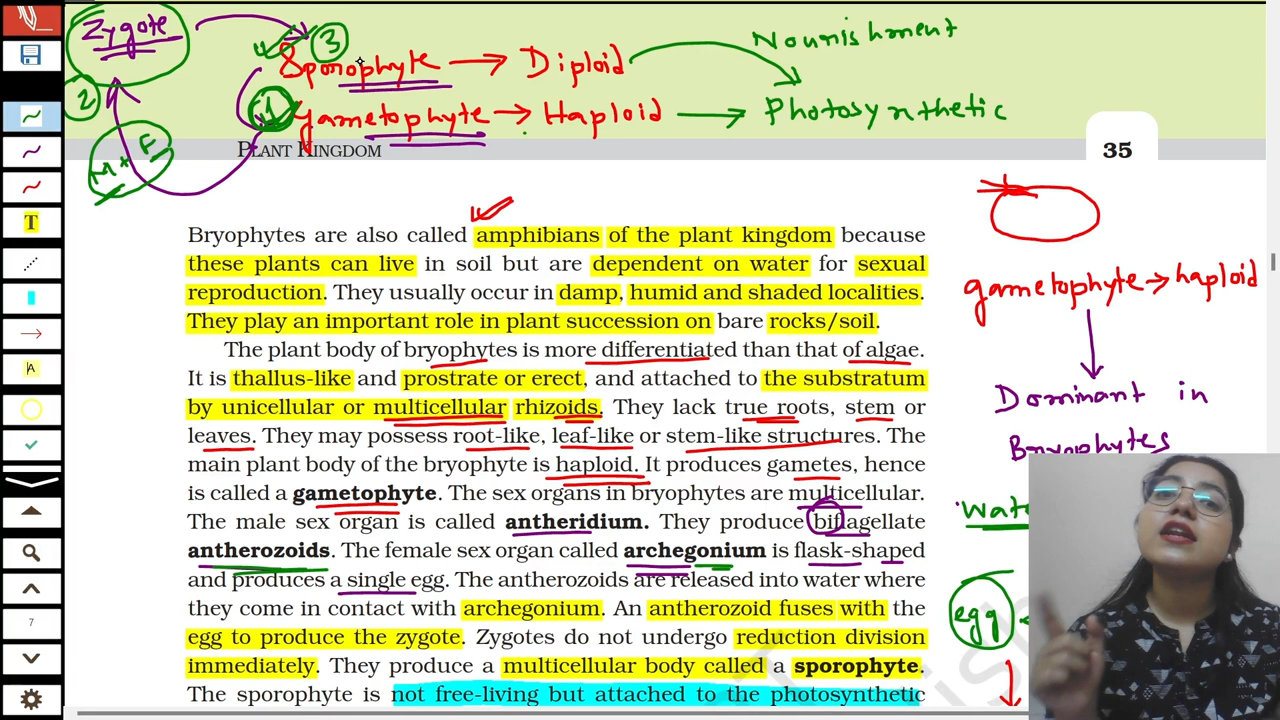 Zygote
3
Sporophyte → Diploid
Nourishment
2
1
gametophyte → Haploid → Photosynthetic
M + F
PLANT KINGDOM
35
Bryophytes are also called amphibians of the plant kingdom because
these plants can live in soil but are dependent on water for sexual
reproduction. They usually occur in damp, humid and shaded localities.
They play an important role in plant succession on bare rocks/soil.
The plant body of bryophytes is more differentiated than that of algae.
It is thallus-like and prostrate or erect, and attached to the substratum
by unicellular or multicellular rhizoids. They lack true roots, stem or
leaves. They may possess root-like, leaf-like or stem-like structures. The
main plant body of the bryophyte is haploid. It produces gametes, hence
is called a gametophyte. The sex organs in bryophytes are multicellular.
The male sex organ is called antheridium. They produce biflagellate
antherozoids. The female sex organ called archegonium is flask-shaped
and produces a single egg. The antherozoids are released into water where
they come in contact with archegonium. An antherozoid fuses with the
egg to produce the zygote. Zygotes do not undergo reduction division
immediately. They produce a multicellular body called a sporophyte.
The sporophyte is not free-living but attached to the photosynthetic
gametophyte → haploid
Dominant in
Bryophytes
egg
T
A
7